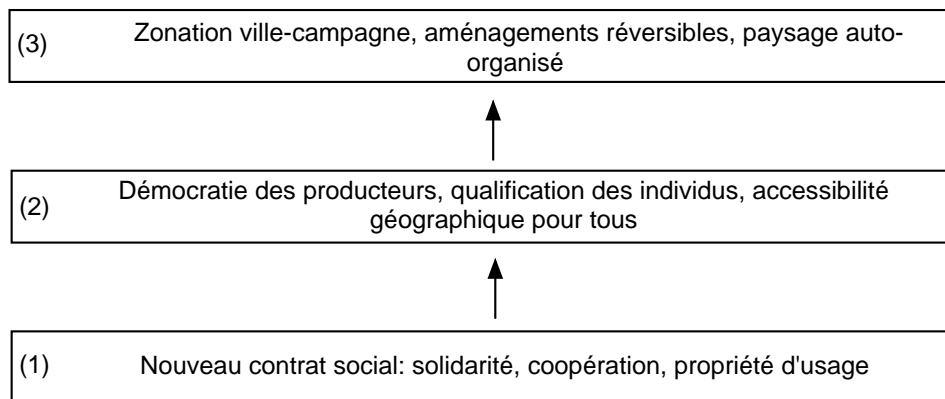 (3)
Zonation ville-campagne, aménagements réversibles, paysage auto-
organisé
(2)
Démocratie des producteurs, qualification des individus, accessibilité
géographique pour tous
(1)
Nouveau contrat social: solidarité, coopération, propriété d'usage